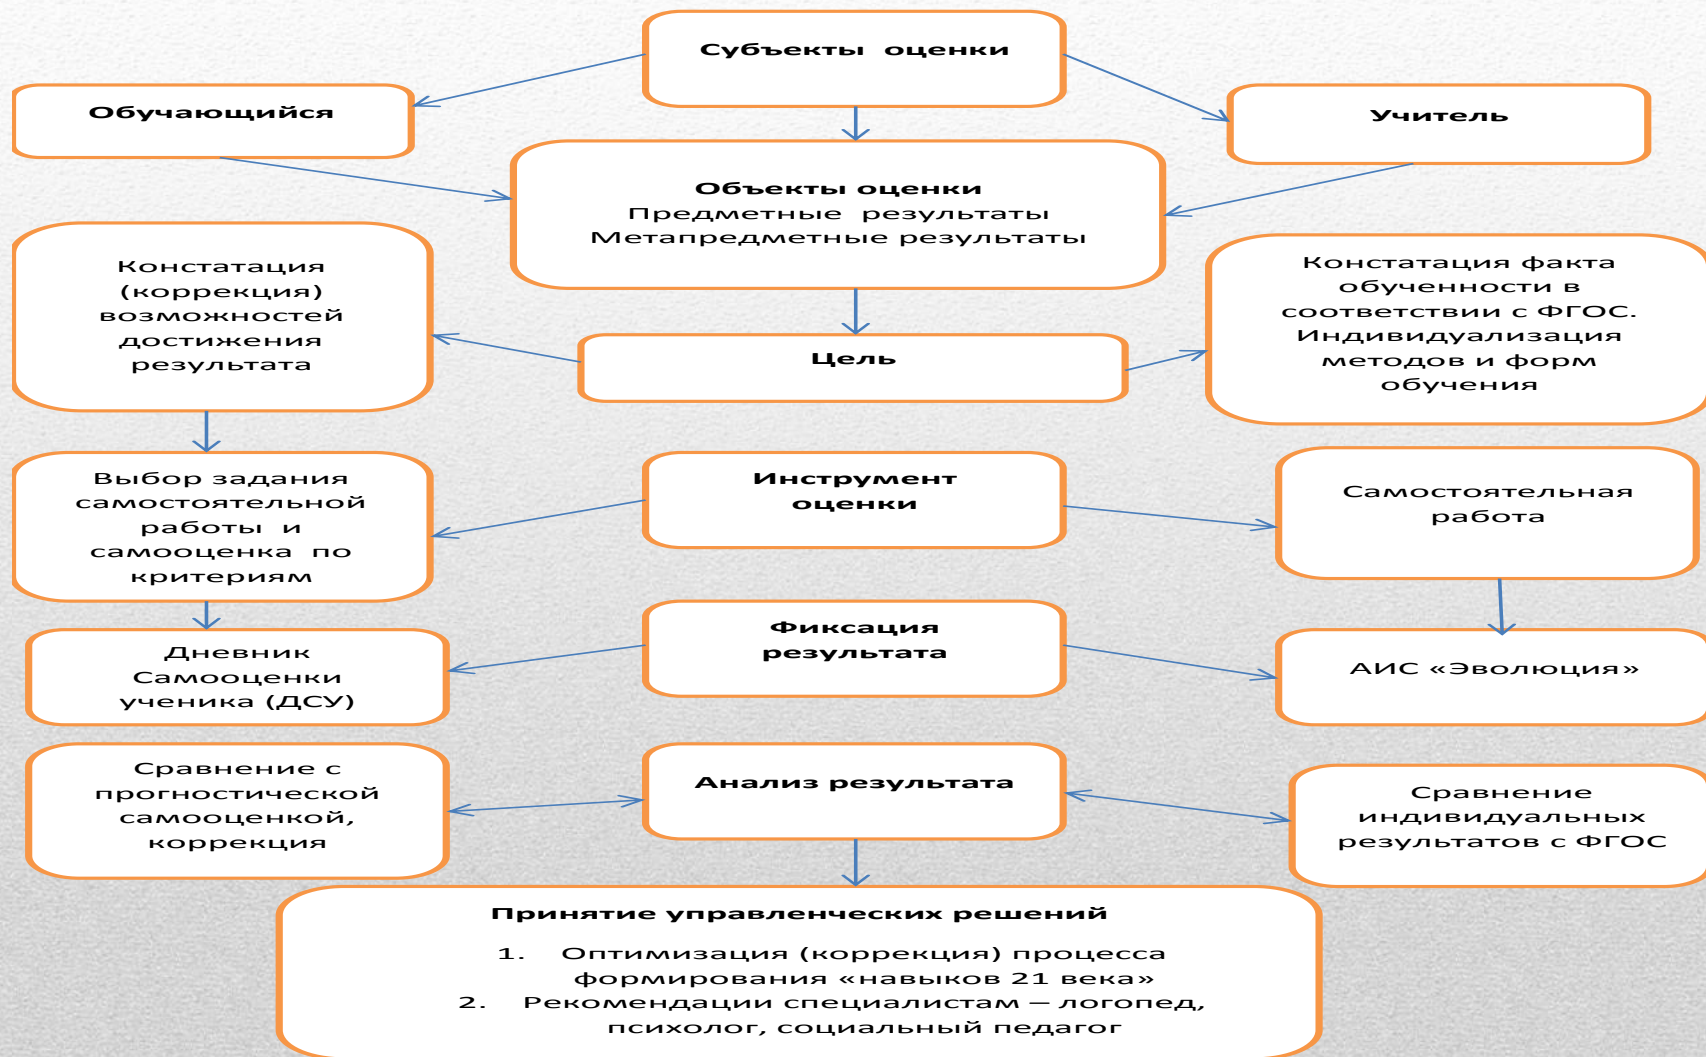 Субъекты оценки
Обучающийся
Учитель
Объекты оценки
Предметные результаты
Метапредметные результаты
Констатация
(коррекция)
возможностей
достижения
результата
Цель
Констатация факта
обученности в
соответствии с ФГОС.
Индивидуализация
методов и форм
обучения
Выбор задания
самостоятельной
работы и
самооценка по
критериям
Инструмент
оценки
Самостоятельная
работа
Дневник
Самооценки
ученика (ДСУ)
Фиксация
результата
АИС «Эволюция»
Сравнение с
прогностической
самооценкой,
коррекция
Анализ результата
Сравнение
индивидуальных
результатов с ФГОС
Принятие управленческих решений
1. Оптимизация (коррекция) процесса
формирования «навыков 21 века»
2. Рекомендации специалистам – логопед,
психолог, социальный педагог